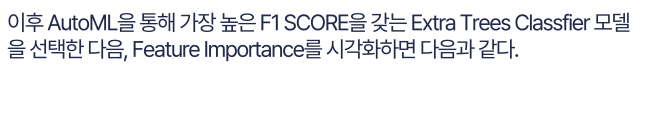 이후 AutoML을 통해 가장 높은 F1 SCORE을 갖는 Extra Trees Classfier 모델
을 선택한 다음, Feature Importance를 시각화하면 다음과 같다.